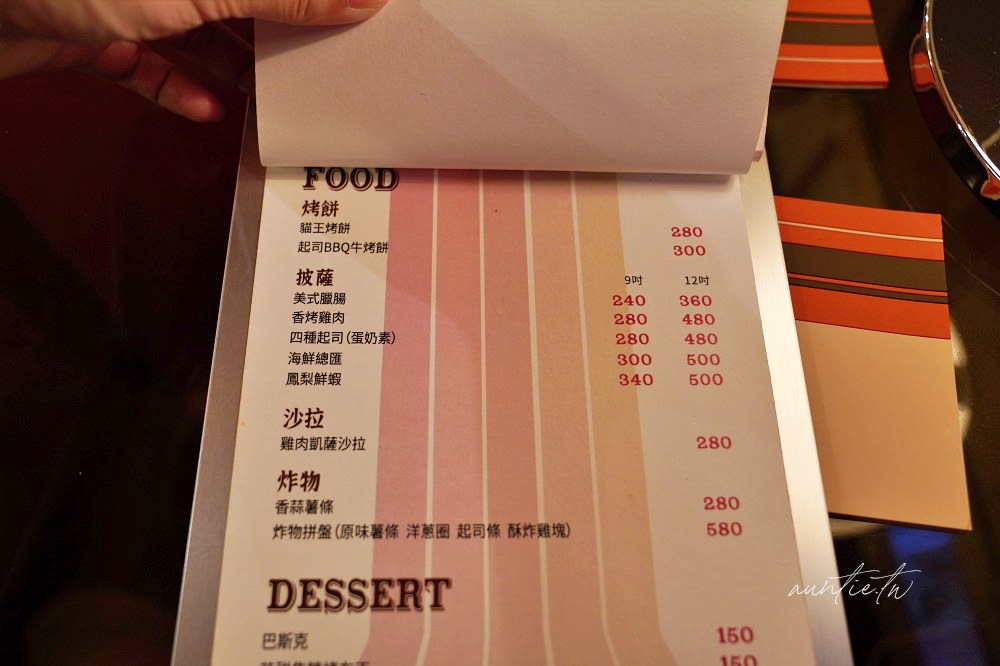 FOOD
烤餅
貓王烤餅 280
起司BBQ牛烤餅 300
披薩 9吋 12吋
美式臘腸 240 360
香烤雞肉 280 480
四種起司(蛋奶素) 280 480
海鮮總匯 300 500
鳳梨鮮蝦 340 500
沙拉
雞肉凱薩沙拉 280
炸物
香蒜薯條 280
炸物拼盤(原味薯條 洋蔥圈 起司條 酥炸雞塊) 580
DESSERT
巴斯克 150
150
auntie.tw